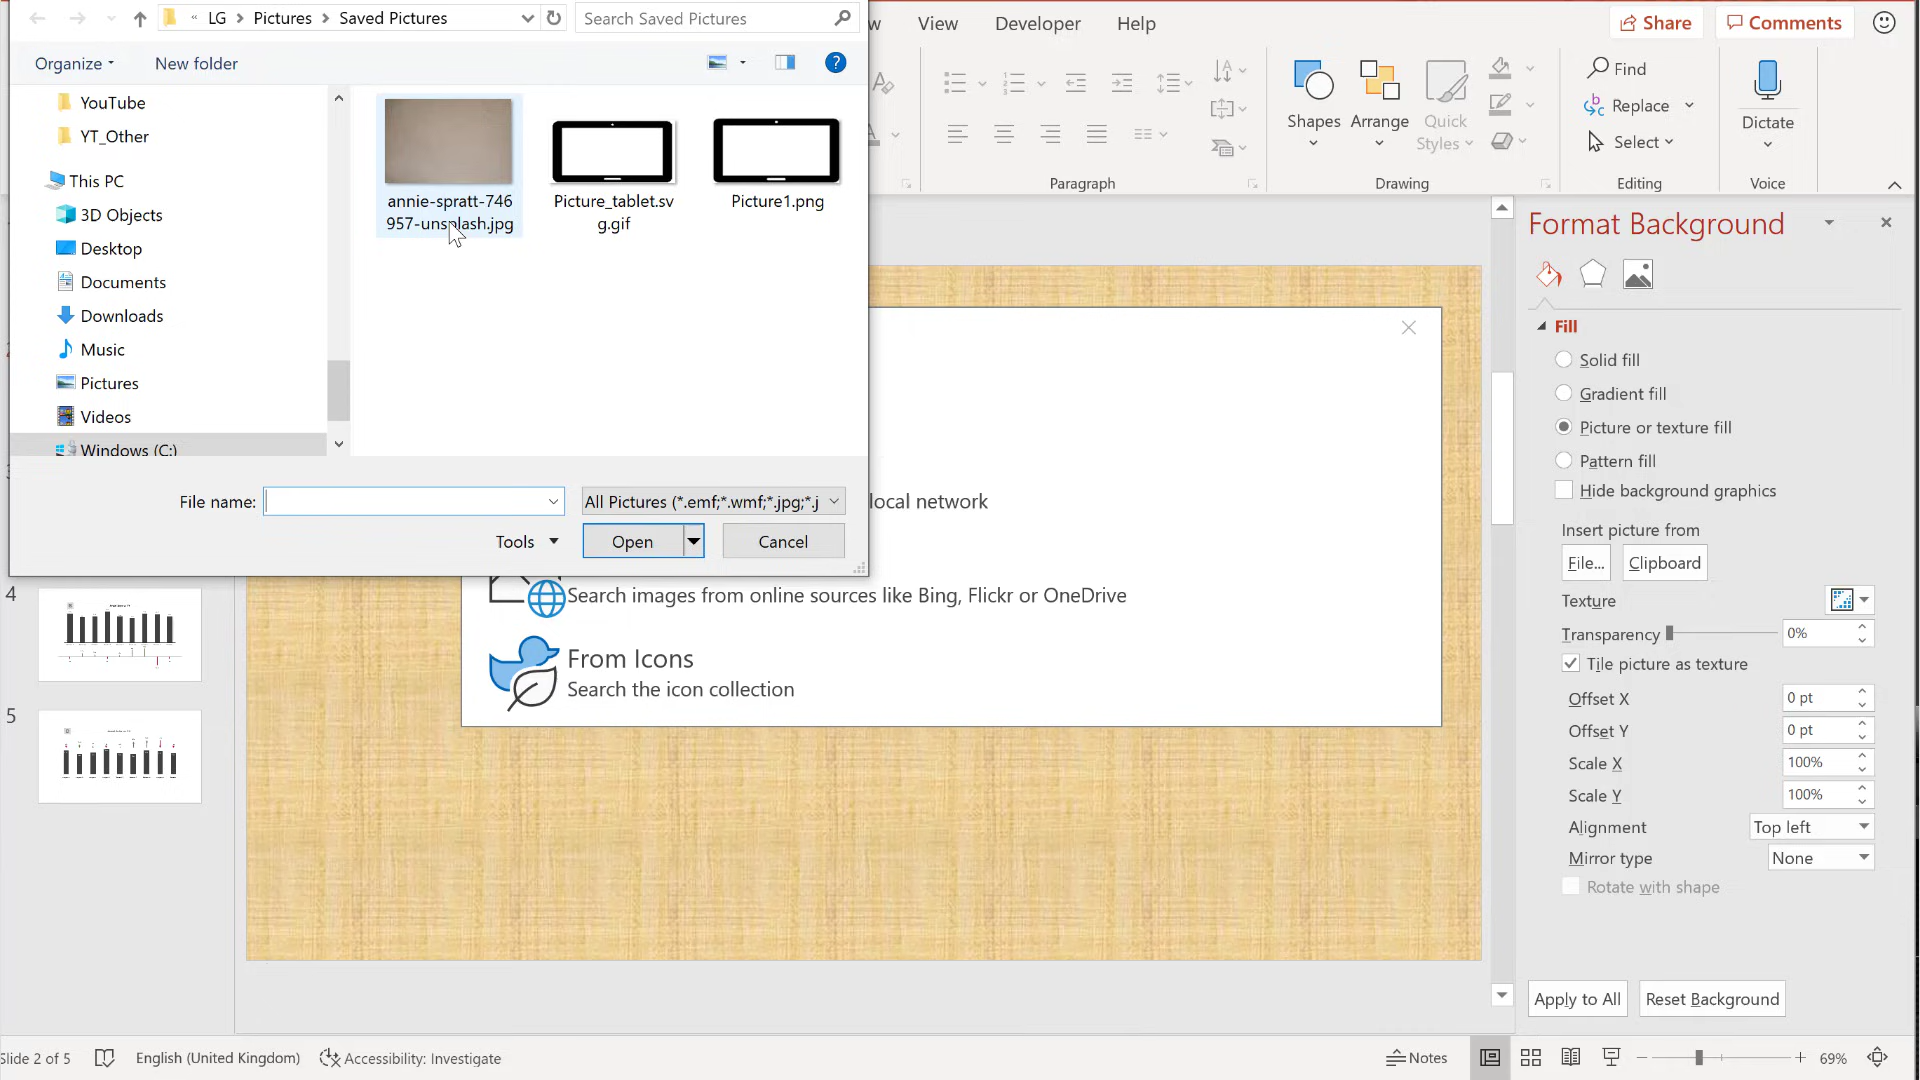 « LG › Pictures › Saved Pictures
Search Saved Pictures
View
Developer
Help
Share
Comments
Organize
New folder
?
Find
Replace
Select
Shapes
Arrange
Quick
Styles
Dictate
Paragraph
Drawing
Editing
Voice
YouTube
YT_Other
This PC
3D Objects
Desktop
Documents
Downloads
Music
Pictures
Videos
Windows (C:)
annie-spratt-746
957-unsplash.jpg
Picture_tablet.sv
g.gif
Picture1.png
File name:
All Pictures (*.emf;*.wmf;*.jpg;*.j
Tools
Open
Cancel
local network
Search images from online sources like Bing, Flickr or OneDrive
From Icons
Search the icon collection
4
5
Format Background
Fill
Solid fill
Gradient fill
Picture or texture fill
Pattern fill
Hide background graphics
Insert picture from
File...
Clipboard
Texture
Transparency
0%
Tile picture as texture
Offset X
0 pt
Offset Y
0 pt
Scale X
100%
Scale Y
100%
Alignment
Top left
Mirror type
None
Rotate with shape
Apply to All
Reset Background
Slide 2 of 5
English (United Kingdom)
Accessibility: Investigate
Notes
69%